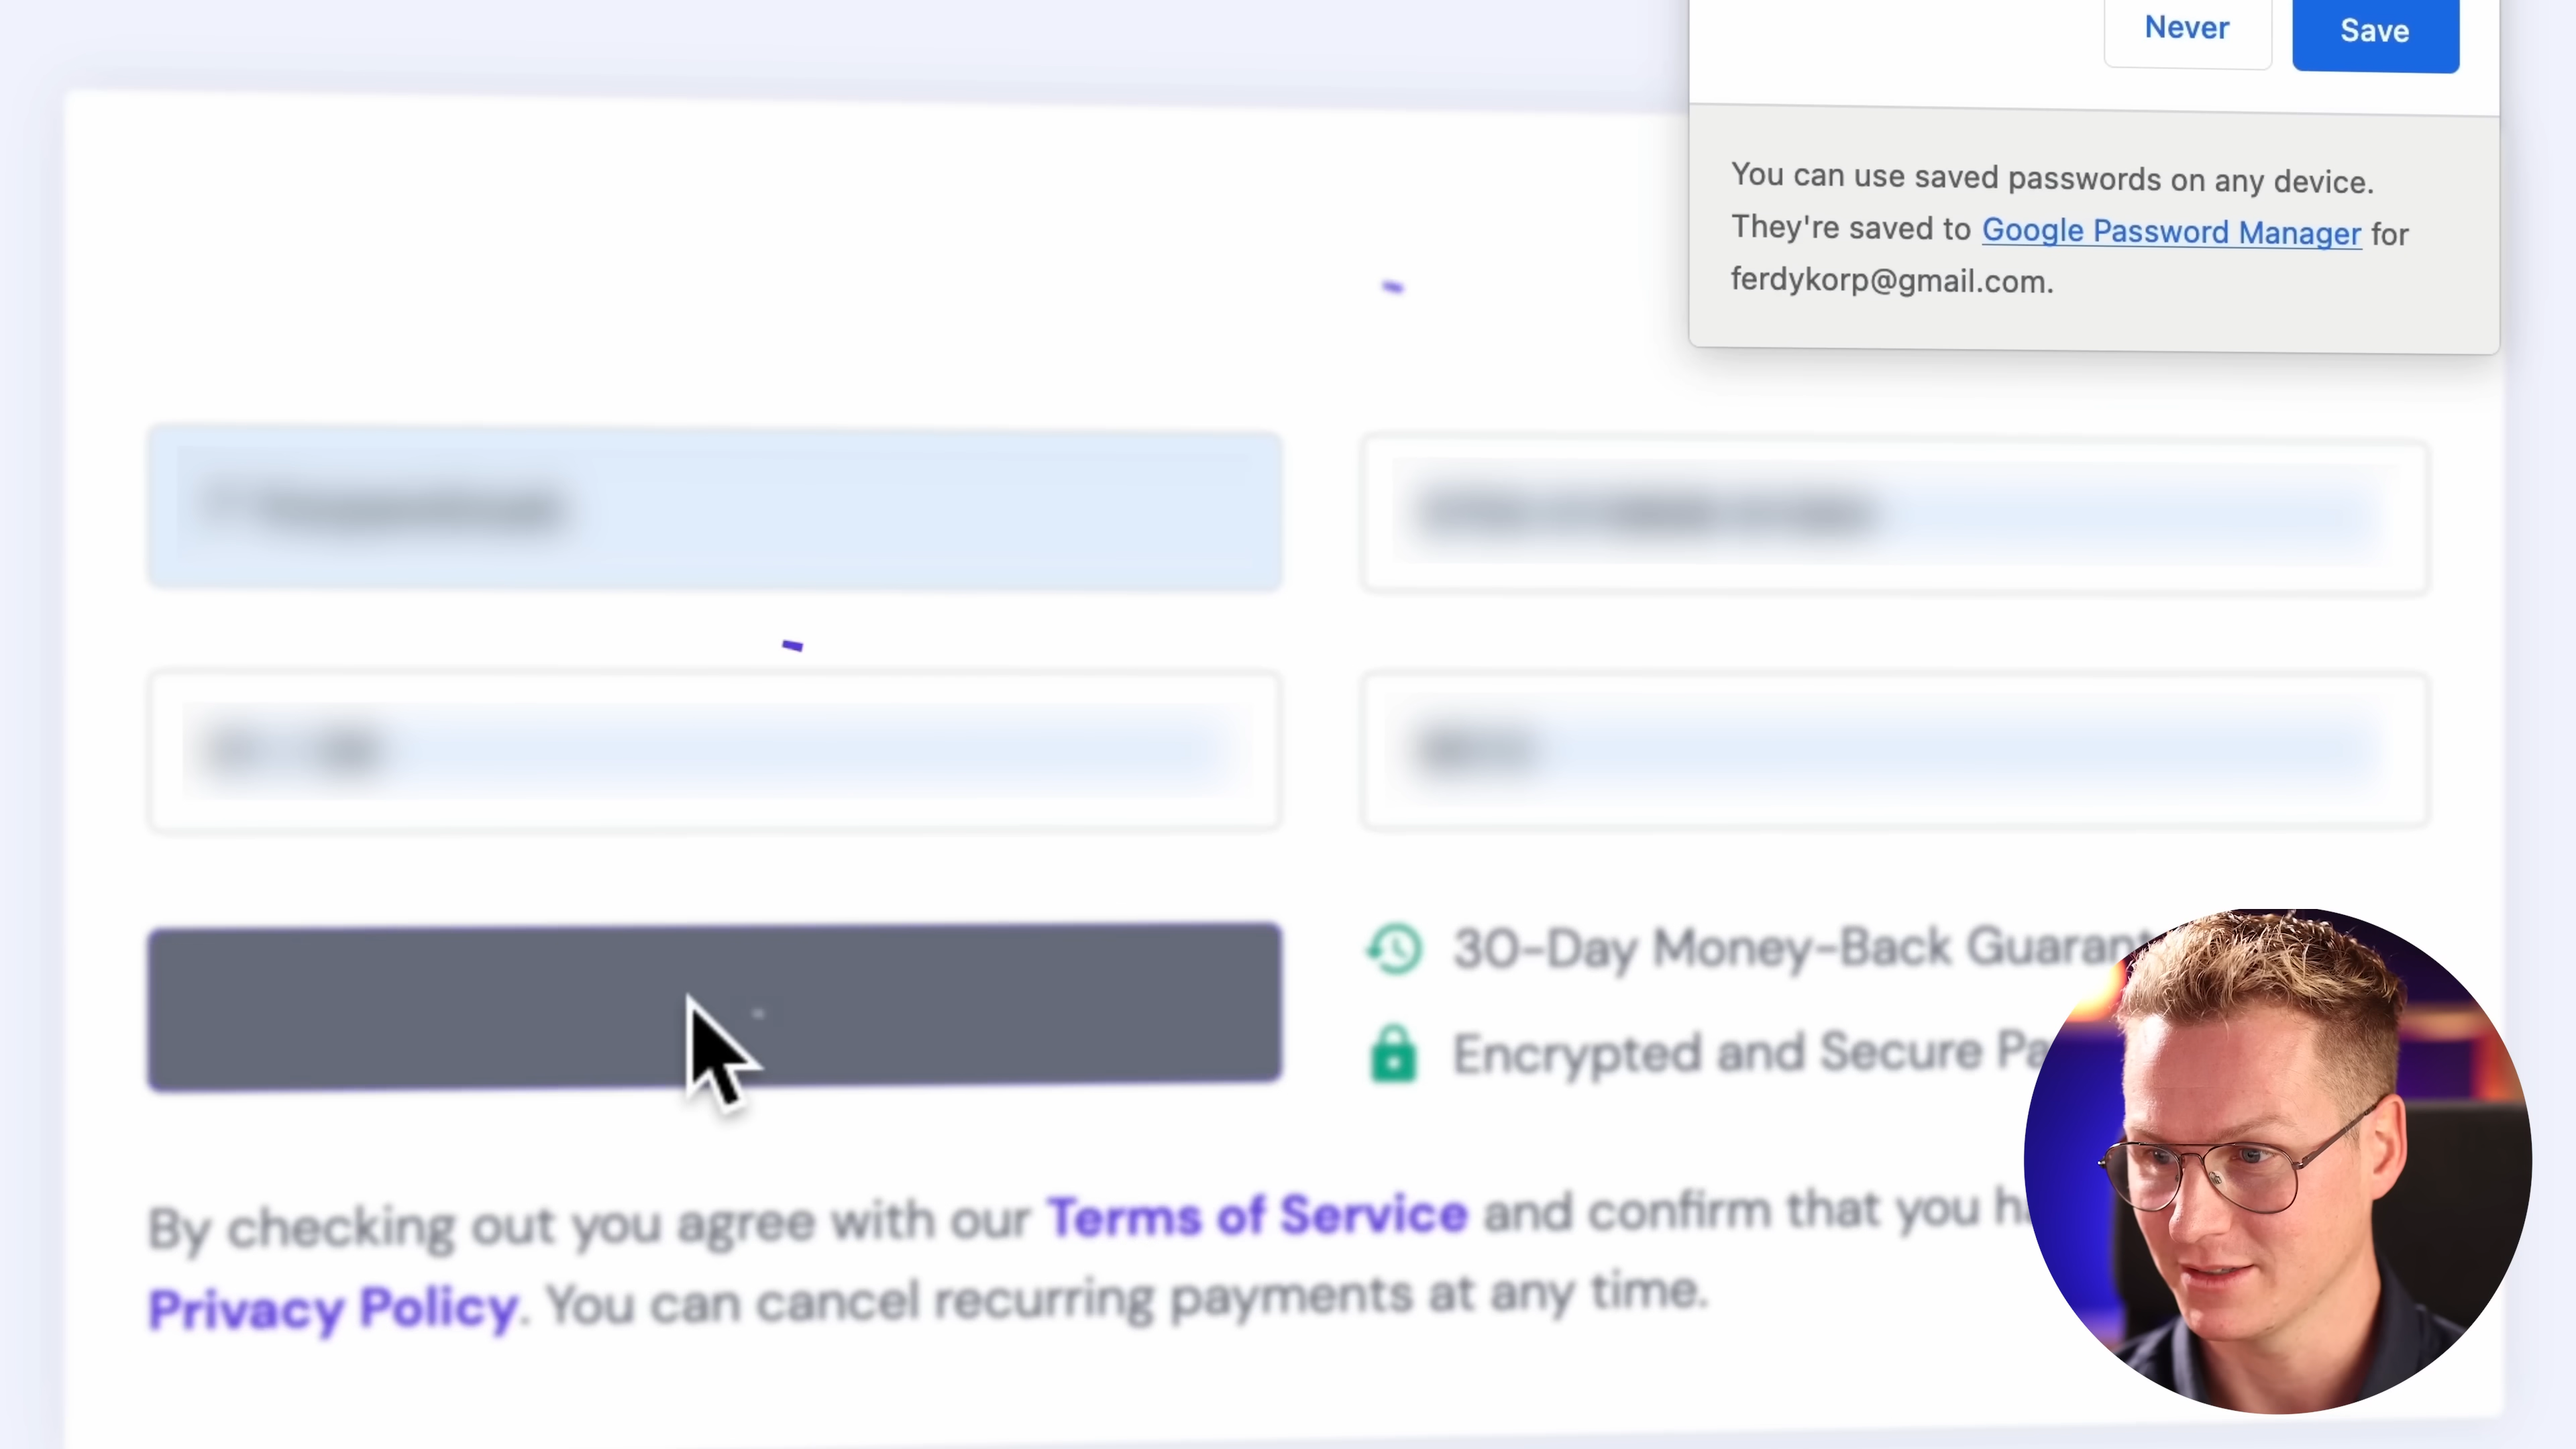 Never
Save
You can use saved passwords on any device.
They're saved to Google Password Manager for
ferdykorp@gmail.com.
30-Day Money-Back
Encrypted and Secure
By checking out you agree with our Terms of Service and confirm that you
Privacy Policy. You can cancel recurring payments at any time.